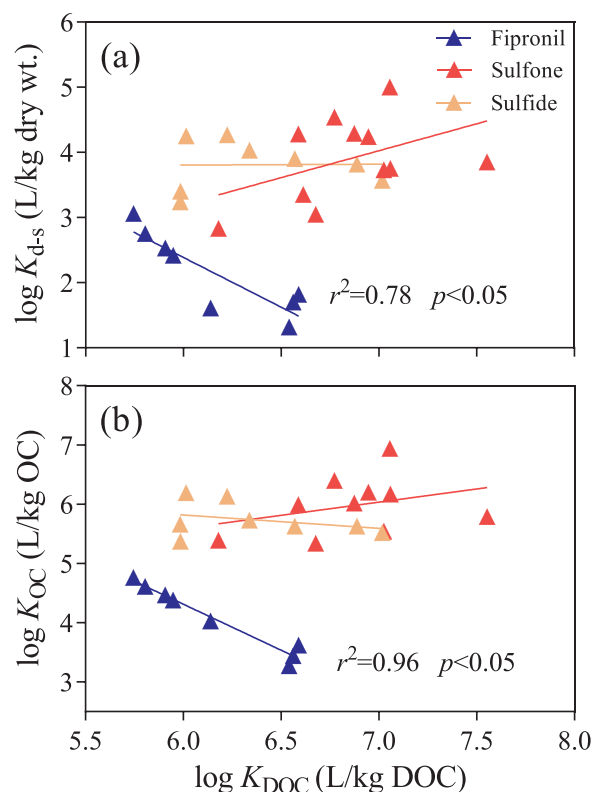 (a)
Fipronil
Sulfone
Sulfide
6
5
4
3
2
1
log K_d-s (L/kg dry wt.)
r²=0.78 p<0.05
(b)
8
7
6
5
4
3
log K_OC (L/kg OC)
r²=0.96 p<0.05
5.5 6.0 6.5 7.0 7.5 8.0
log K_DOC (L/kg DOC)